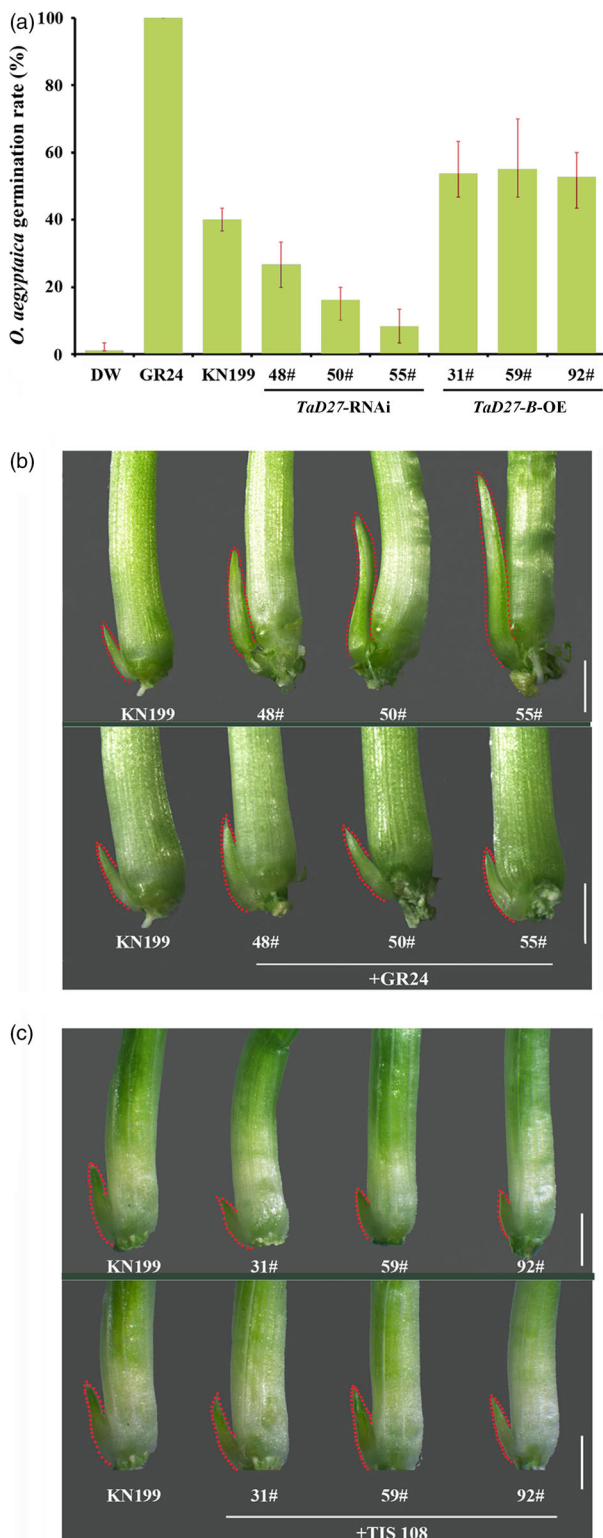 (a)
O. aegyptaica germination rate (%)
100
80
60
40
20
0
DW GR24 KN199 48# 50# 55# 31# 59# 92#
TaD27-RNAi TaD27-B-OE
(b)
KN199 48# 50# 55#
KN199 48# 50# 55#
+GR24
(c)
KN199 31# 59# 92#
KN199 31# 59# 92#
+TIS 108